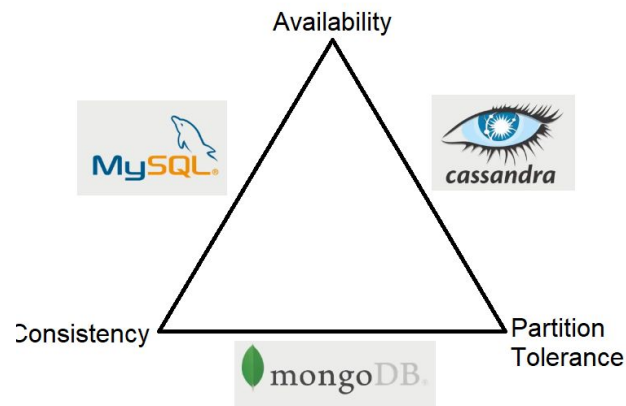 Availability
MySQL®
cassandra
Consistency
Partition
Tolerance
mongoDB®